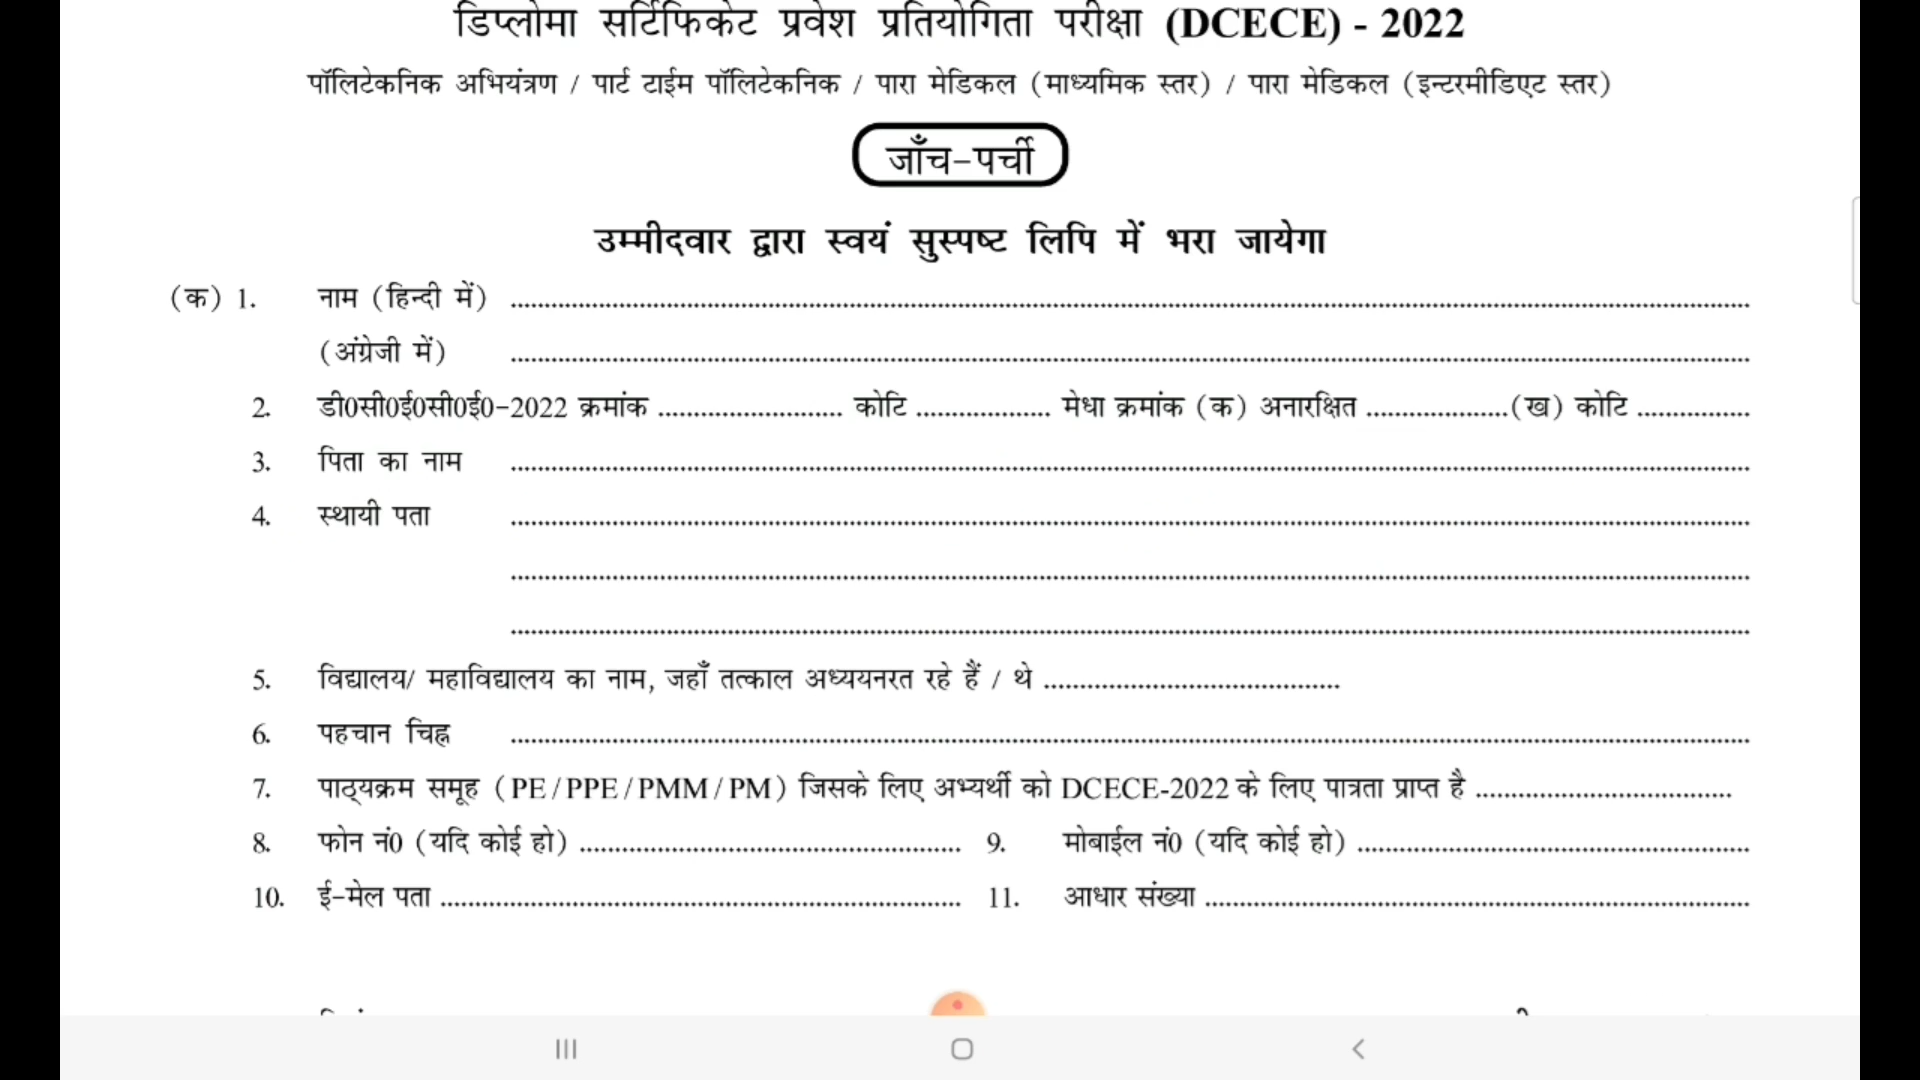 डिप्लोमा सर्टिफिकेट प्रवेश प्रतियोगिता परीक्षा (DCECE) - 2022
पॉलिटेकनिक अभियंत्रण / पार्ट टाईम पॉलिटेकनिक / पारा मेडिकल (माध्यमिक स्तर) / पारा मेडिकल (इन्टरमीडिएट स्तर)
जाँच-पर्ची
उम्मीदवार द्वारा स्वयं सुस्पष्ट लिपि में भरा जायेगा
(क) 1. नाम (हिन्दी में) ........................................
(अंग्रेजी में) ........................................
2. डी0सी0ई0सी0ई0-2022 क्रमांक ........................... कोटि .................... मेधा क्रमांक (क) अनारक्षित .....................(ख) कोटि .................
3. पिता का नाम ........................................
4. स्थायी पता ........................................
........................................
........................................
5. विद्यालय/ महाविद्यालय का नाम, जहाँ तत्काल अध्ययनरत रहे हैं / थे ............................................
6. पहचान चिह्न ........................................
7. पाठ्यक्रम समूह (PE/PPE/PMM/PM) जिसके लिए अभ्यर्थी को DCECE-2022 के लिए पात्रता प्राप्त है ......................................
8. फोन नं0 (यदि कोई हो) ........................................ 9. मोबाईल नं0 (यदि कोई हो) ........................................
10. ई-मेल पता ........................................ 11. आधार संख्या ........................................